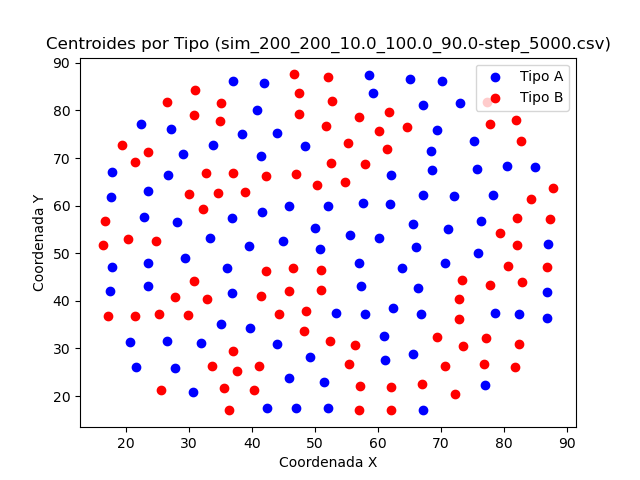 Centroides por Tipo (sim_200_200_10.0_100.0_90.0-step_5000.csv)
90
80
70
60
50
40
30
20
Coordenada Y
Tipo A
Tipo B
20 30 40 50 60 70 80 90
Coordenada X